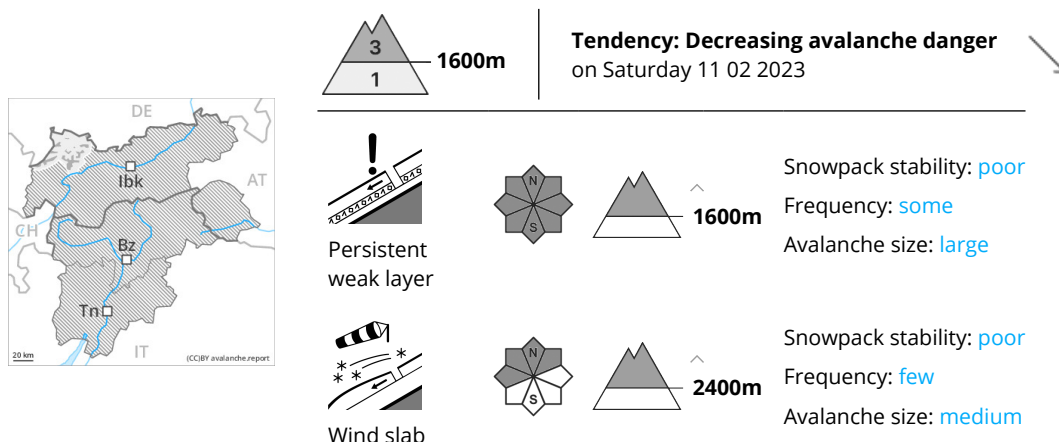 3
1
1600m
Tendency: Decreasing avalanche danger
on Saturday 11 02 2023
DE
Ibk
AT
CH
Bz
Tn
IT
20 km
(CC)BY avalanche.report
Persistent
weak layer
N
S
1600m
Snowpack stability: poor
Frequency: some
Avalanche size: large
Wind slab
N
S
2400m
Snowpack stability: poor
Frequency: few
Avalanche size: medium